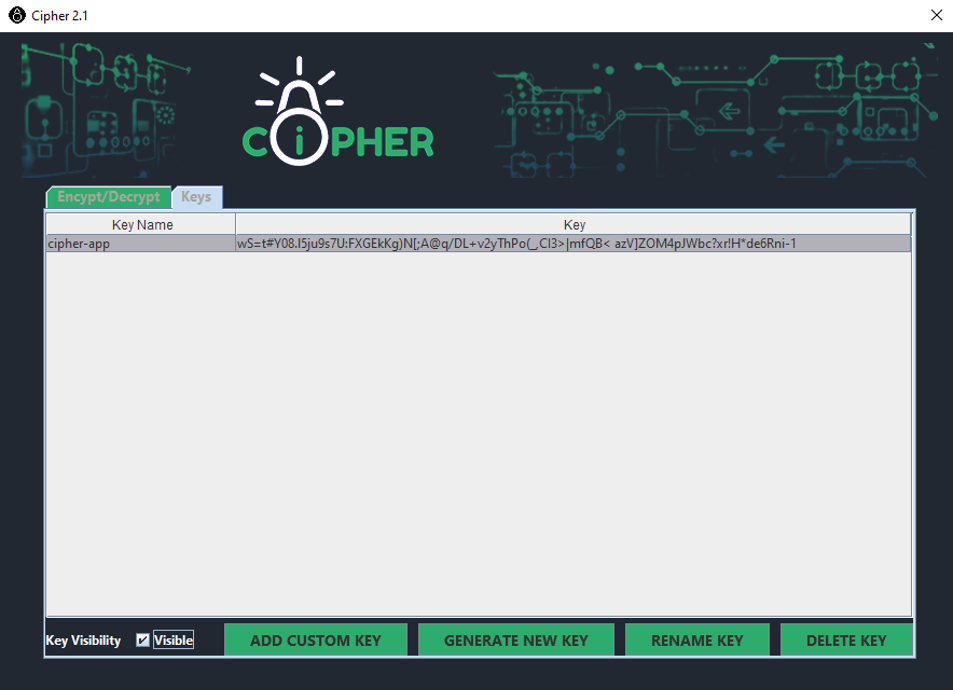 Cipher 2.1
CiPHER
Encypt/Decrypt Keys
Key Name Key
cipher-app wS=t#Y08.I5ju9s7U:FXGEkKg)N[;A@q/DL+v2yThPo(_,Cl3>|mfQB< azV]ZOM4pJWbc?xr!H*de6Rni-1
Key Visibility Visible ADD CUSTOM KEY GENERATE NEW KEY RENAME KEY DELETE KEY